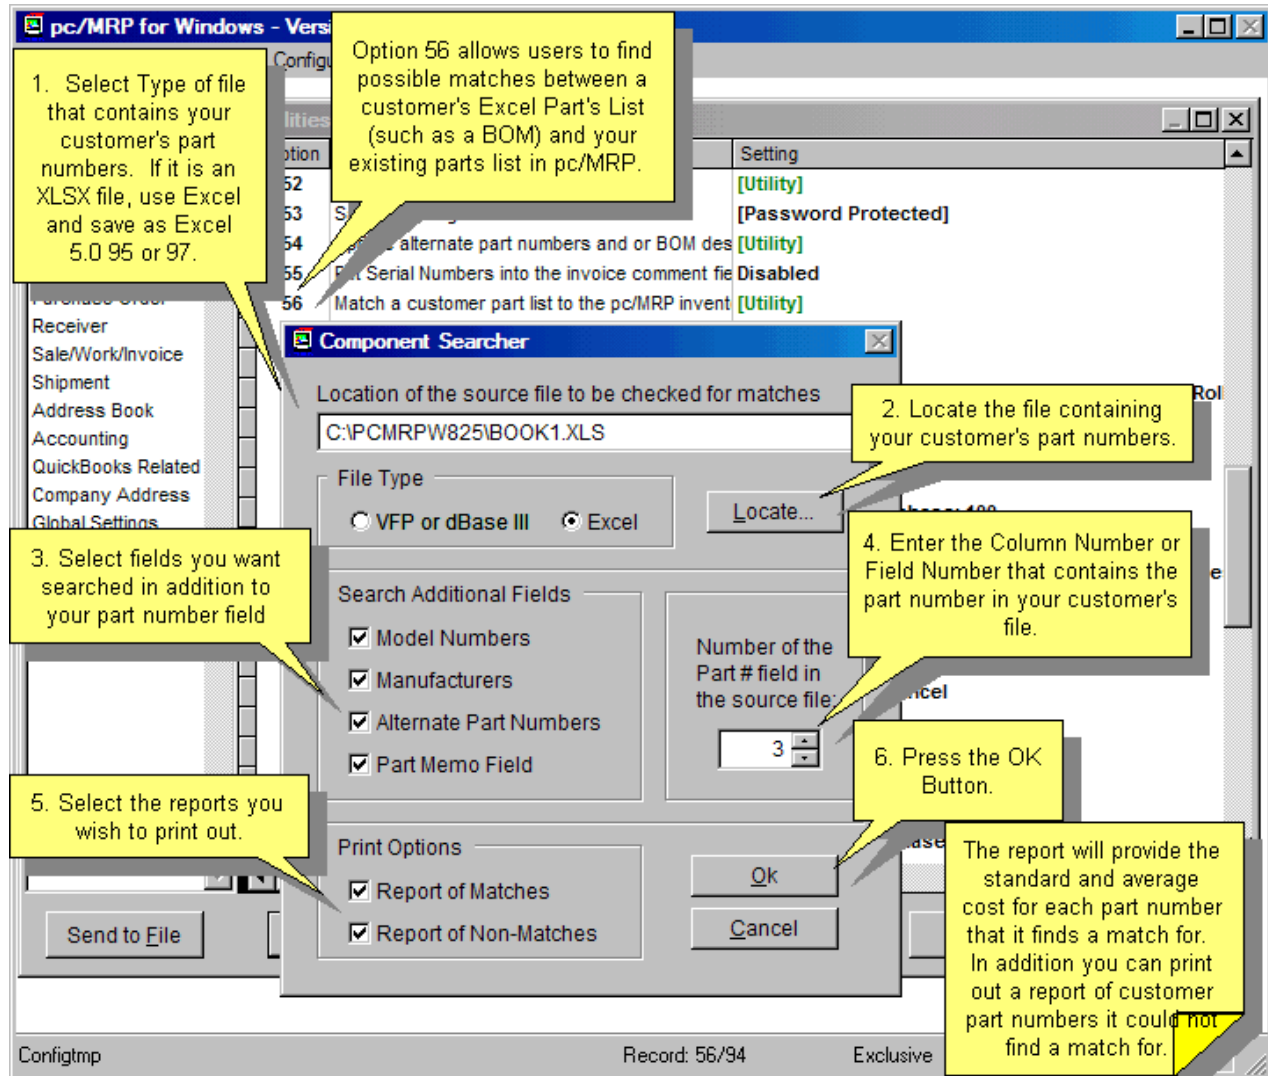 pc/MRP for Windows - Versi
Config
1. Select Type of file
that contains your
customer's part
numbers. If it is an
XLSX file, use Excel
and save as Excel
5.0 95 or 97.
Option 56 allows users to find
possible matches between a
customer's Excel Part's List
(such as a BOM) and your
existing parts list in pc/MRP.
Setting
52
[Utility]
53
[Password Protected]
54
alternate part numbers and or BOM des
[Utility]
55
Serial Numbers into the invoice comment fie
Disabled
56
Match a customer part list to the pc/MRP invent
[Utility]
Receiver
Sale/Work/Invoice
Shipment
Address Book
Accounting
QuickBooks Related
Company Address
Global Settings
Component Searcher
Location of the source file to be checked for matches
C:\PCMRPW825\BOOK1.XLS
2. Locate the file containing
your customer's part numbers.
File Type
VFP or dBase III
Excel
Locate...
3. Select fields you want
searched in addition to
your part number field
4. Enter the Column Number or
Field Number that contains the
part number in your customer's
file.
Search Additional Fields
Model Numbers
Manufacturers
Alternate Part Numbers
Part Memo Field
Number of the
Part # field in
the source file:
3
5. Select the reports you
wish to print out.
6. Press the OK
Button.
Print Options
Report of Matches
Report of Non-Matches
Ok
Cancel
The report will provide the
standard and average
cost for each part number
that it finds a match for.
In addition you can print
out a report of customer
part numbers it could not
find a match for.
Send to File
Configtmp
Record: 56/94
Exclusive